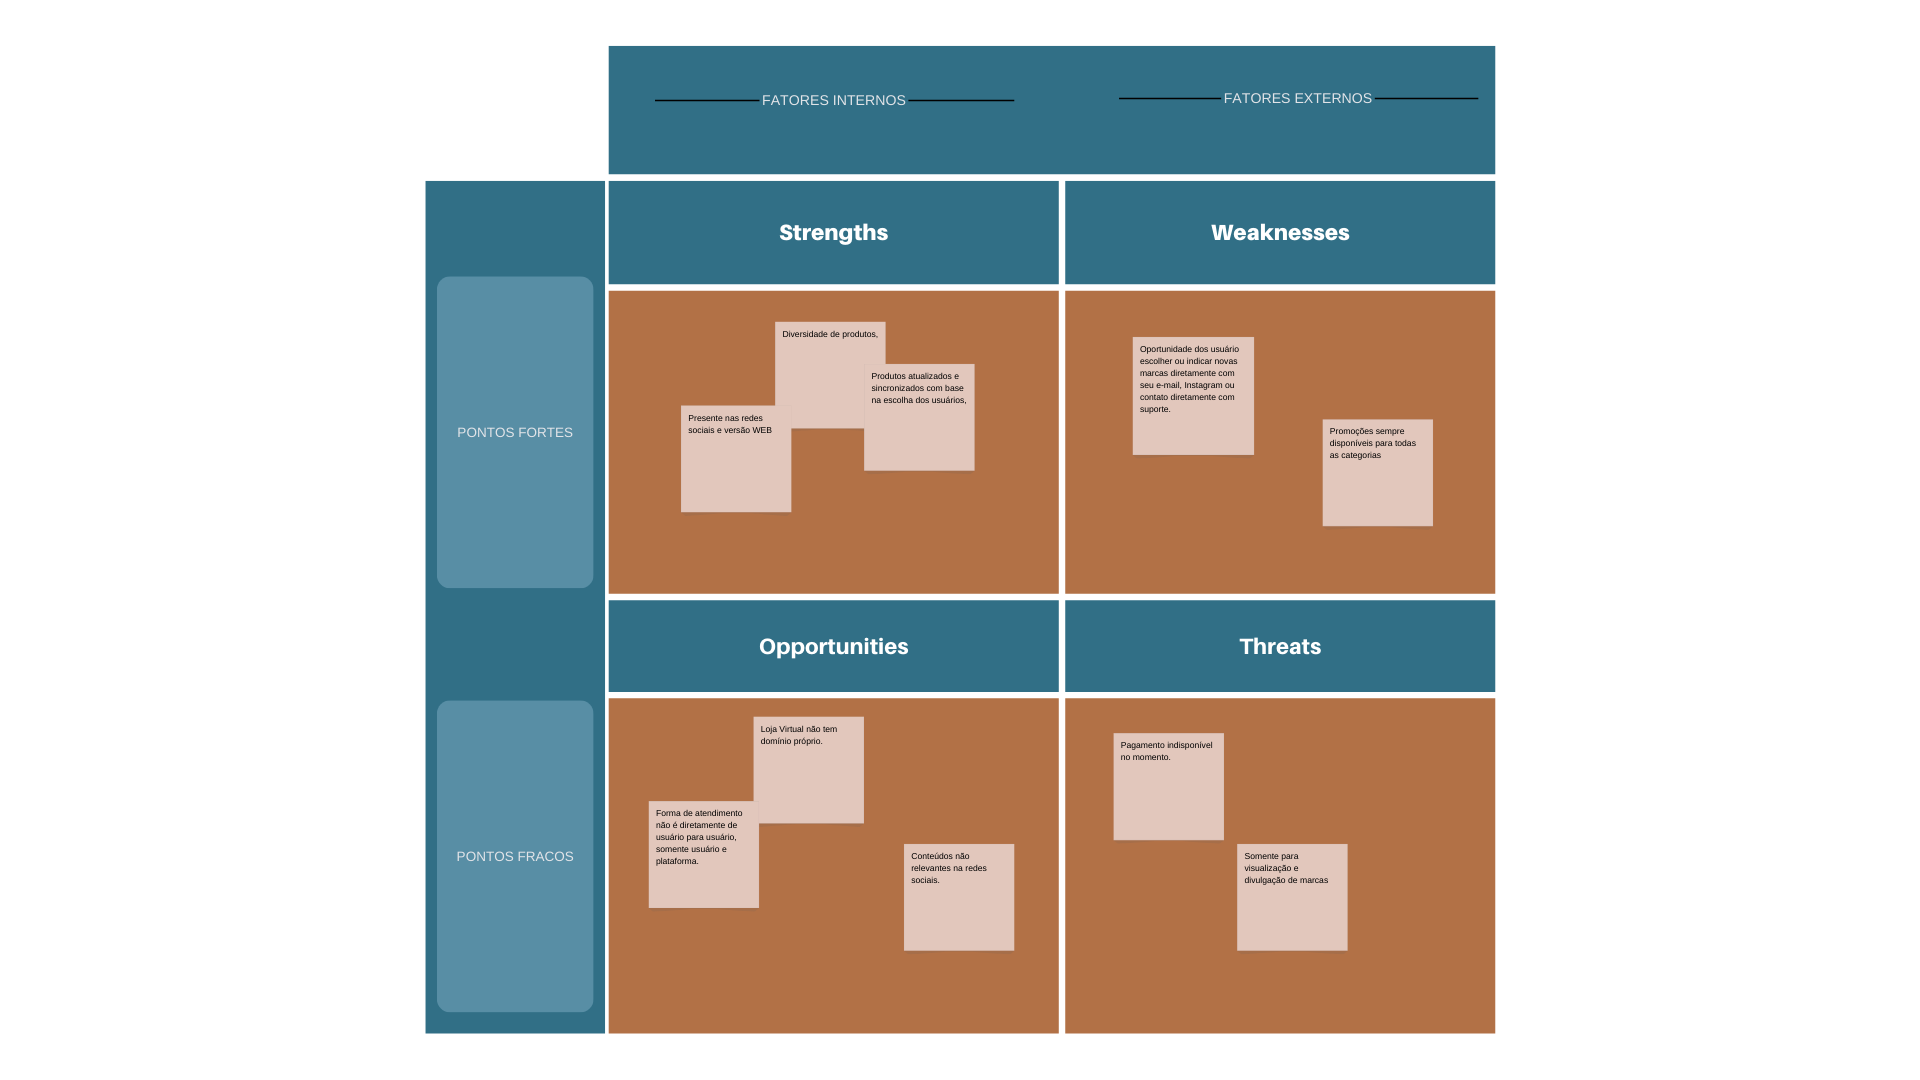 FATORES INTERNOS
FATORES EXTERNOS
Strengths
Weaknesses
PONTOS FORTES
Diversidade de produtos,
Produtos atualizados e
sincronizados com base
na escolha dos usuários,
Presente nas redes
sociais e versão WEB
Oportunidade dos usuário
escolher ou indicar novas
marcas diretamente com
seu e-mail, Instagram ou
contato diretamente com
suporte.
Promoções sempre
disponíveis para todas
as categorias
Opportunities
Threats
PONTOS FRACOS
Loja Virtual não tem
domínio próprio.
Forma de atendimento
não é diretamente de
usuário para usuário,
somente usuário e
plataforma.
Conteúdos não
relevantes na redes
sociais.
Pagamento indisponível
no momento.
Somente para
visualização e
divulgação de marcas